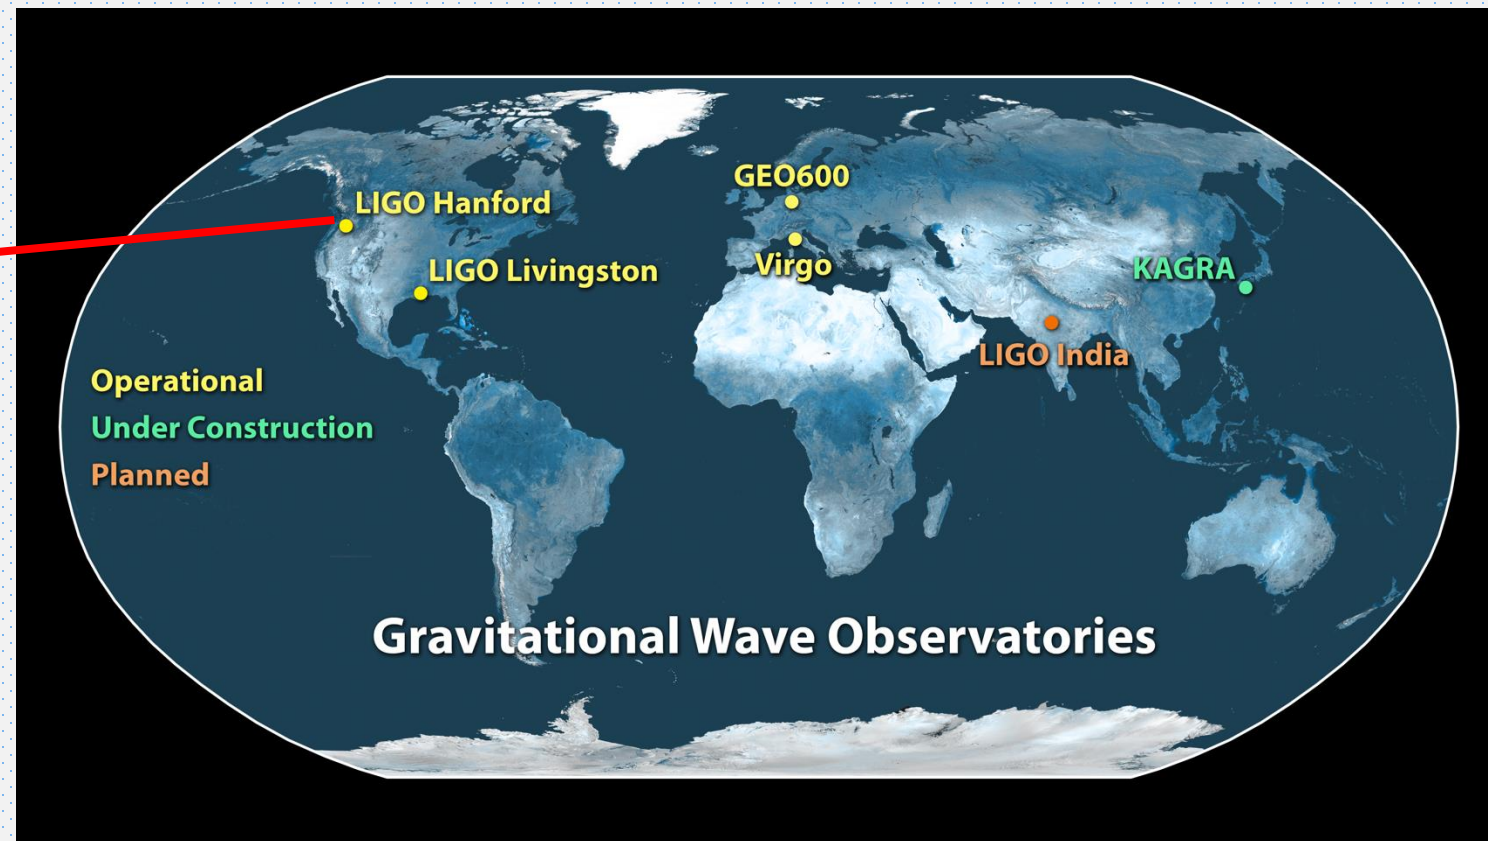 GEO600
LIGO Hanford
Virgo
LIGO Livingston
KAGRA
LIGO India
Operational
Under Construction
Planned
Gravitational Wave Observatories